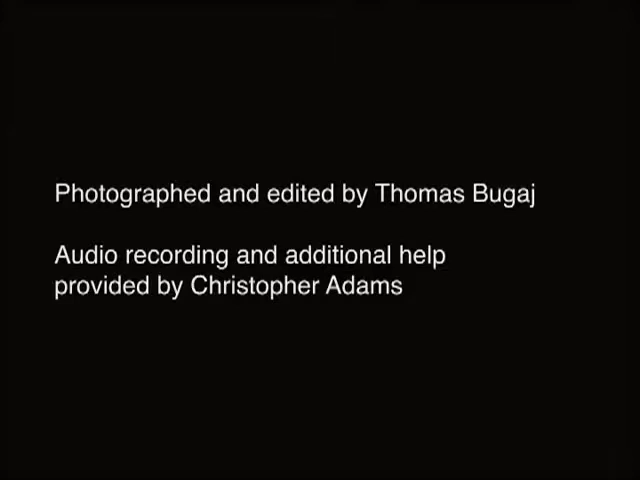 Photographed and edited by Thomas Bugaj
Audio recording and additional help
provided by Christopher Adams